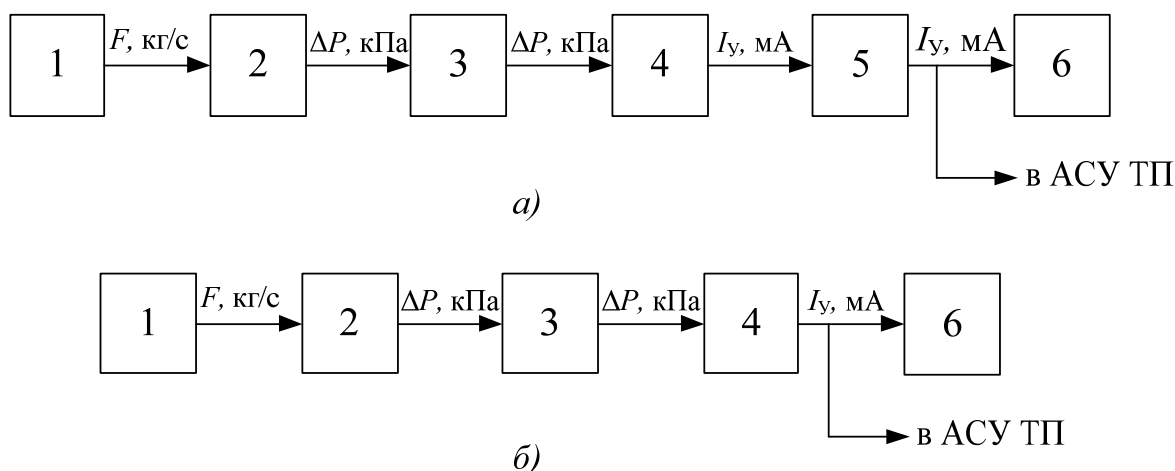 1 F, кг/с 2 ΔP, кПа 3 ΔP, кПа 4 Iу, мА 5 Iу, мА 6
в АСУ ТП
а)
1 F, кг/с 2 ΔP, кПа 3 ΔP, кПа 4 Iу, мА 6
в АСУ ТП
б)